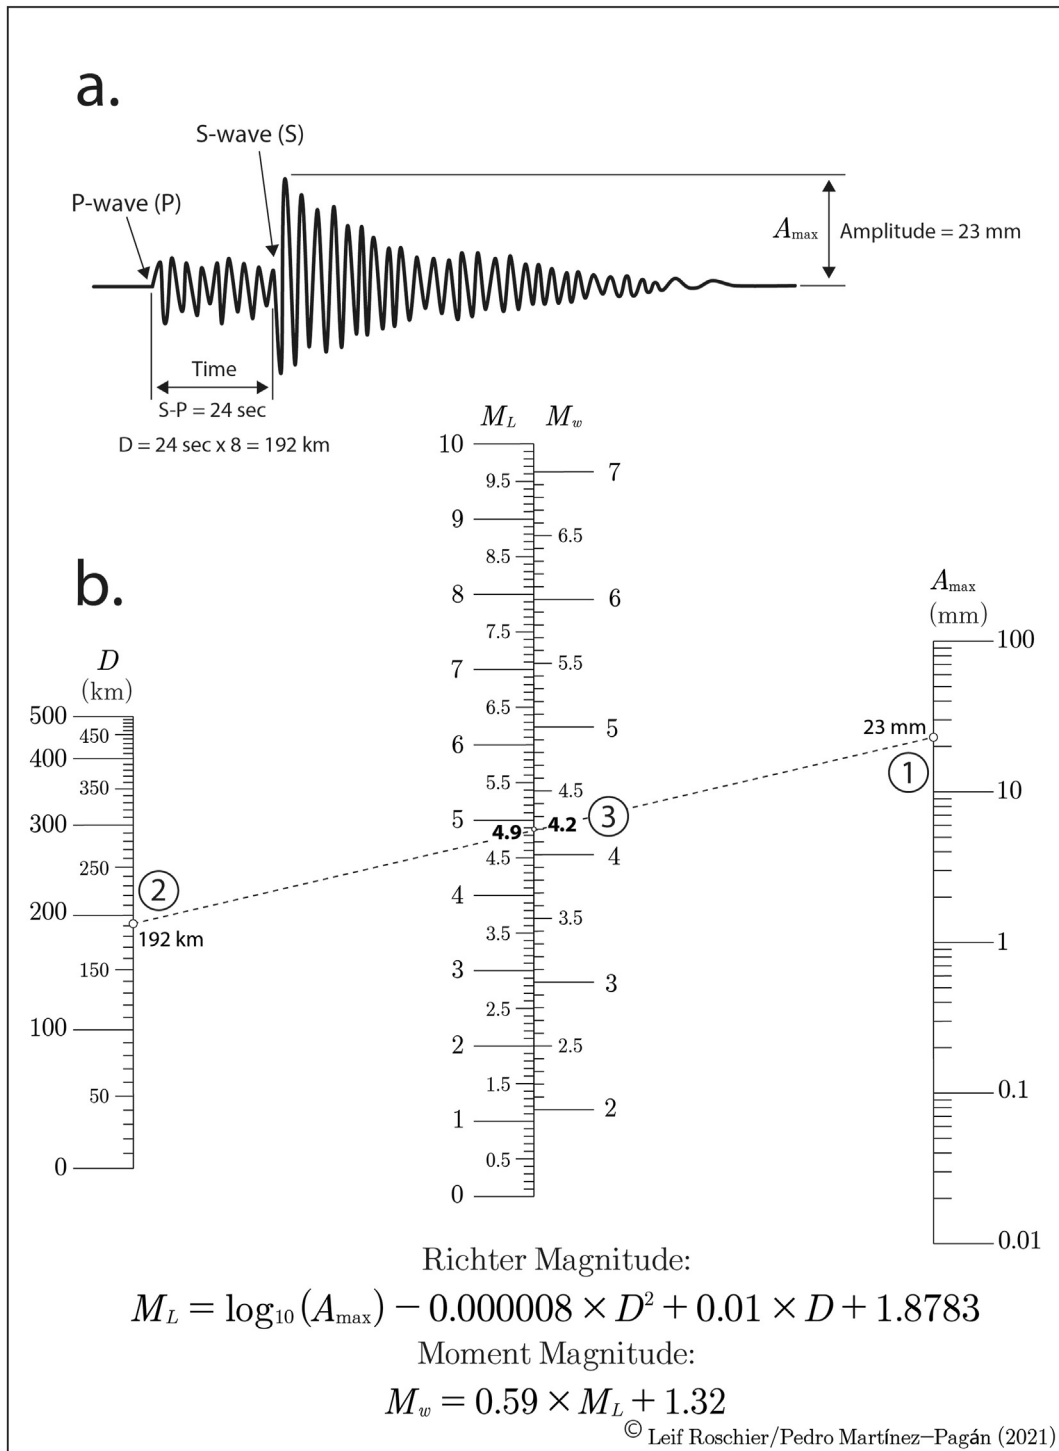 a.
S-wave (S)
P-wave (P)
A_max Amplitude = 23 mm
Time
S-P = 24 sec
D = 24 sec x 8 = 192 km
b.
M_L M_w
10
9.5
9
8.5
8
7.5
7
6.5
6
5.5
5
4.9
4.5
4
3.5
3
2.5
2
1.5
1
0.5
0
7
6.5
6
5.5
5
4.5
4.2
3
4
3.5
3
2.5
2
D
(km)
500
450
400
350
300
250
2
200
192 km
150
100
50
0
A_max
(mm)
100
23 mm
1
10
1
0.1
0.01
Richter Magnitude:
M_L = log₁₀ (A_max) − 0.000008 × D² + 0.01 × D + 1.8783
Moment Magnitude:
M_w = 0.59 × M_L + 1.32
© Leif Roschier/Pedro Martínez–Pagán (2021)